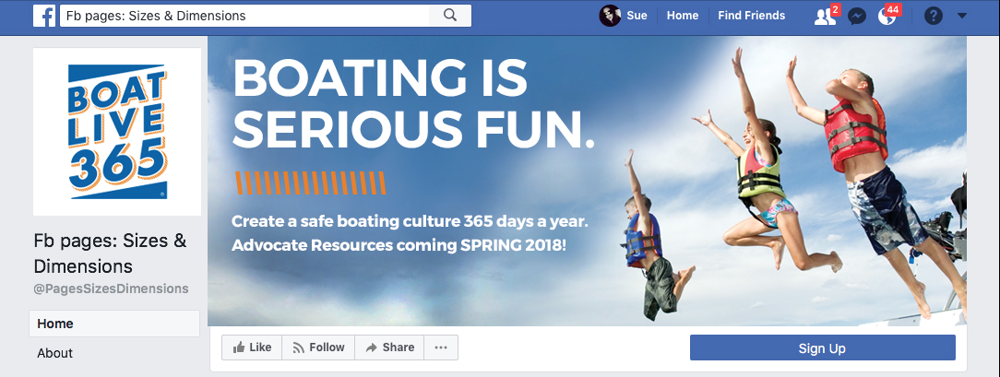 Fb pages: Sizes & Dimensions
Sue
Home
Find Friends
2
44
?
BOAT
LIVE
365
®
BOATING IS
SERIOUS FUN.
Create a safe boating culture 365 days a year.
Advocate Resources coming SPRING 2018!
Fb pages: Sizes &
Dimensions
@PagesSizesDimensions
Home
About
Like
Follow
Share
Sign Up